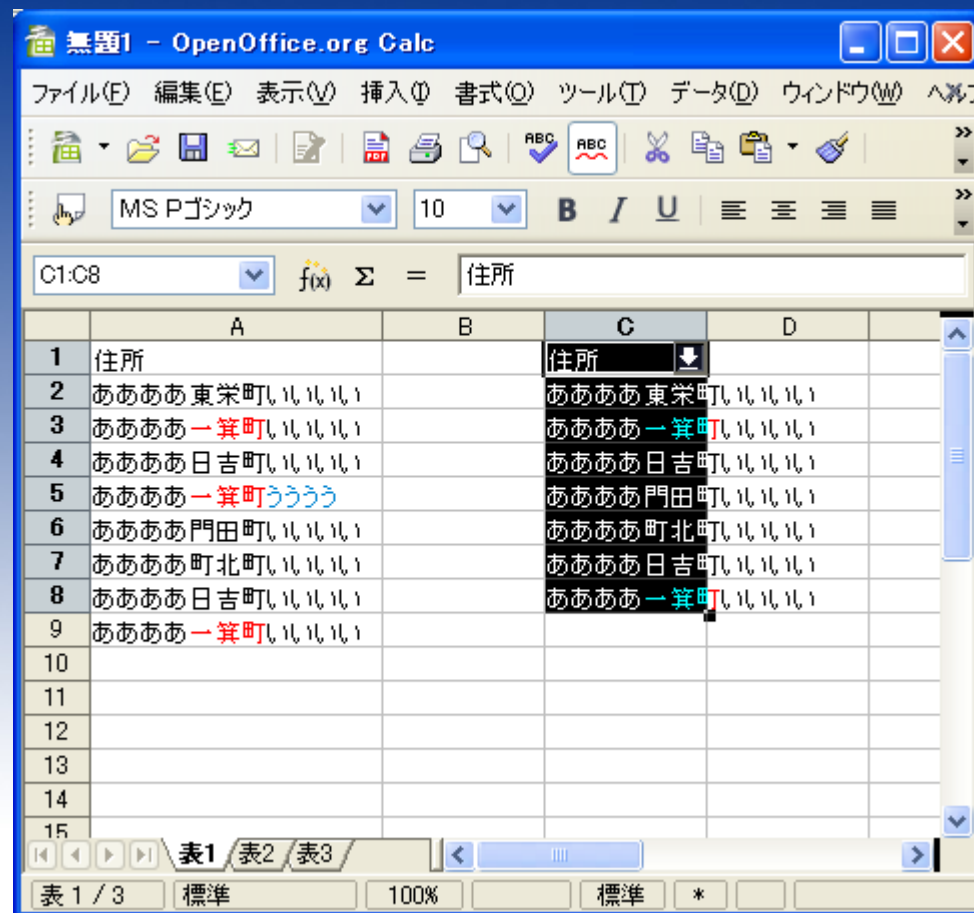 無題1 - OpenOffice.org Calc
ファイル(F) 編集(E) 表示(V) 挿入(I) 書式(O) ツール(T) データ(D) ウィンドウ(W)
ABC ABC
MS Pゴシック 10 B I U
C1:C8 f(x) Σ = 住所
A B C D
1 住所 住所
2 ああああ東栄町いいいい ああああ東栄町いいいい
3 ああああ一箕町いいいい ああああ一箕町いいいい
4 ああああ日吉町いいいい ああああ日吉町いいいい
5 ああああ一箕町うううう ああああ門田町いいいい
6 ああああ門田町いいいい ああああ町北町いいいい
7 ああああ町北町いいいい ああああ日吉町いいいい
8 ああああ日吉町いいいい ああああ一箕町いいいい
9 ああああ一箕町いいいい
10
11
12
13
14
15
表1 表2 表3
表 1 / 3 標準 100% 標準 *